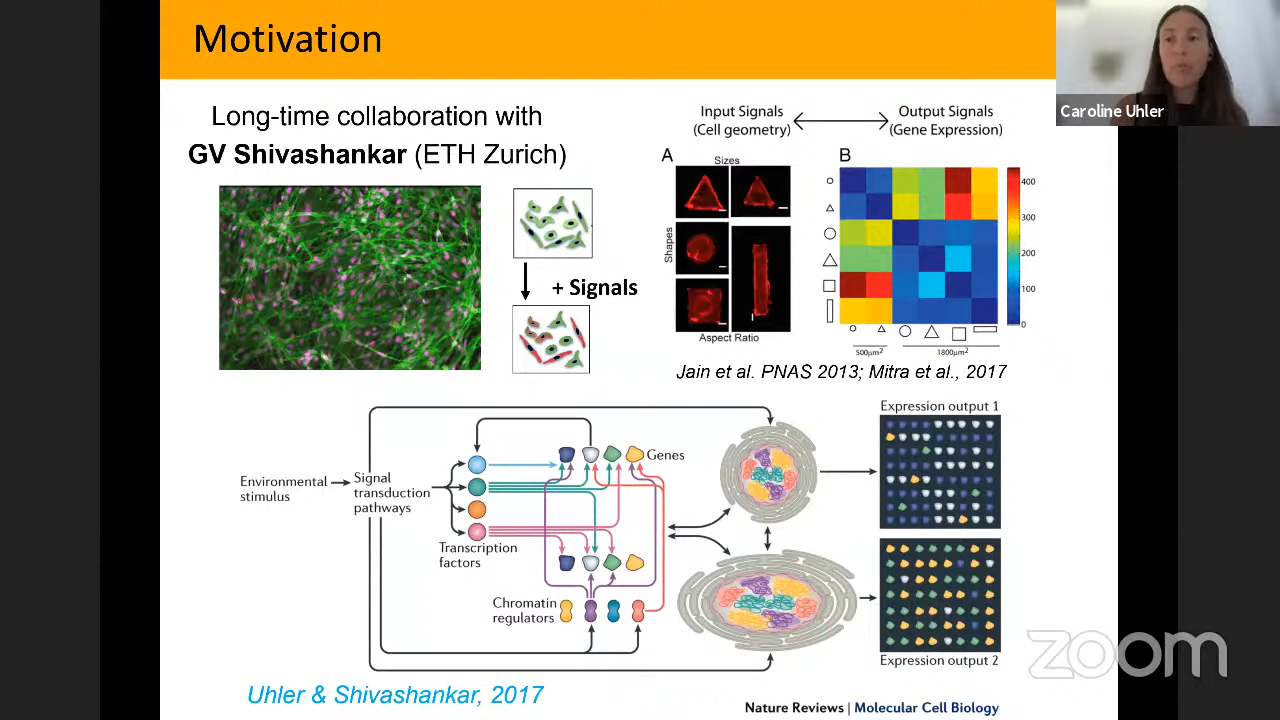 Motivation
Caroline Uhler
Long-time collaboration with
GV Shivashankar (ETH Zurich)
+ Signals
Input Signals
(Cell geometry)
Output Signals
(Gene Expression)
A
Sizes
Shapes
Aspect Ratio
B
400
300
200
100
0
500µm²
1800µm²
Jain et al. PNAS 2013; Mitra et al., 2017
Environmental
stimulus
Signal
transduction
pathways
Transcription
factors
Genes
Chromatin
regulators
Expression output 1
Expression output 2
Uhler & Shivashankar, 2017
Nature Reviews | Molecular Cell Biology
zoom